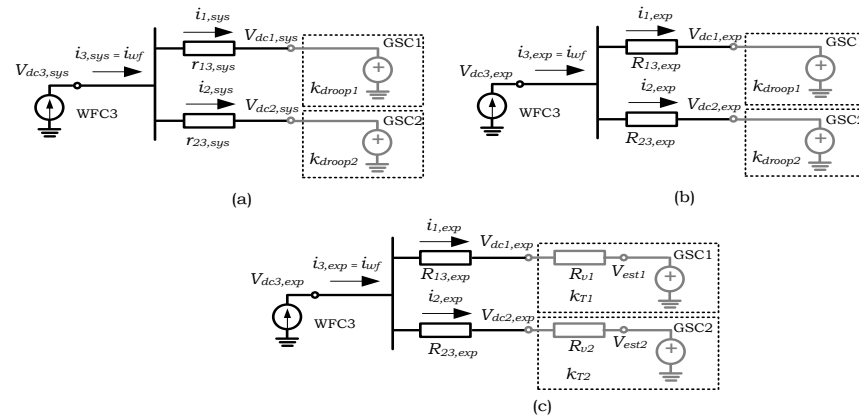 i1,sys
Vdc1,sys
GSC1
i3,sys = iwf
r13,sys
Vdc3,sys
i2,sys
Vdc2,sys
kdroop1
WFC3
GSC2
r23,sys
kdroop2
(a)
i1,exp
Vdc1,exp
GSC
i3,exp = iwf
R13,exp
Vdc3,exp
i2,exp
Vdc2,exp
kdroop1
WFC3
GSC2
R23,exp
kdroop2
(b)
i1,exp
Vdc1,exp
GSC1
i3,exp = iwf
R13,exp
Rv1
Vest1
Vdc3,exp
i2,exp
Vdc2,exp
kT1
WFC3
GSC2
R23,exp
Rv2
Vest2
kT2
(c)